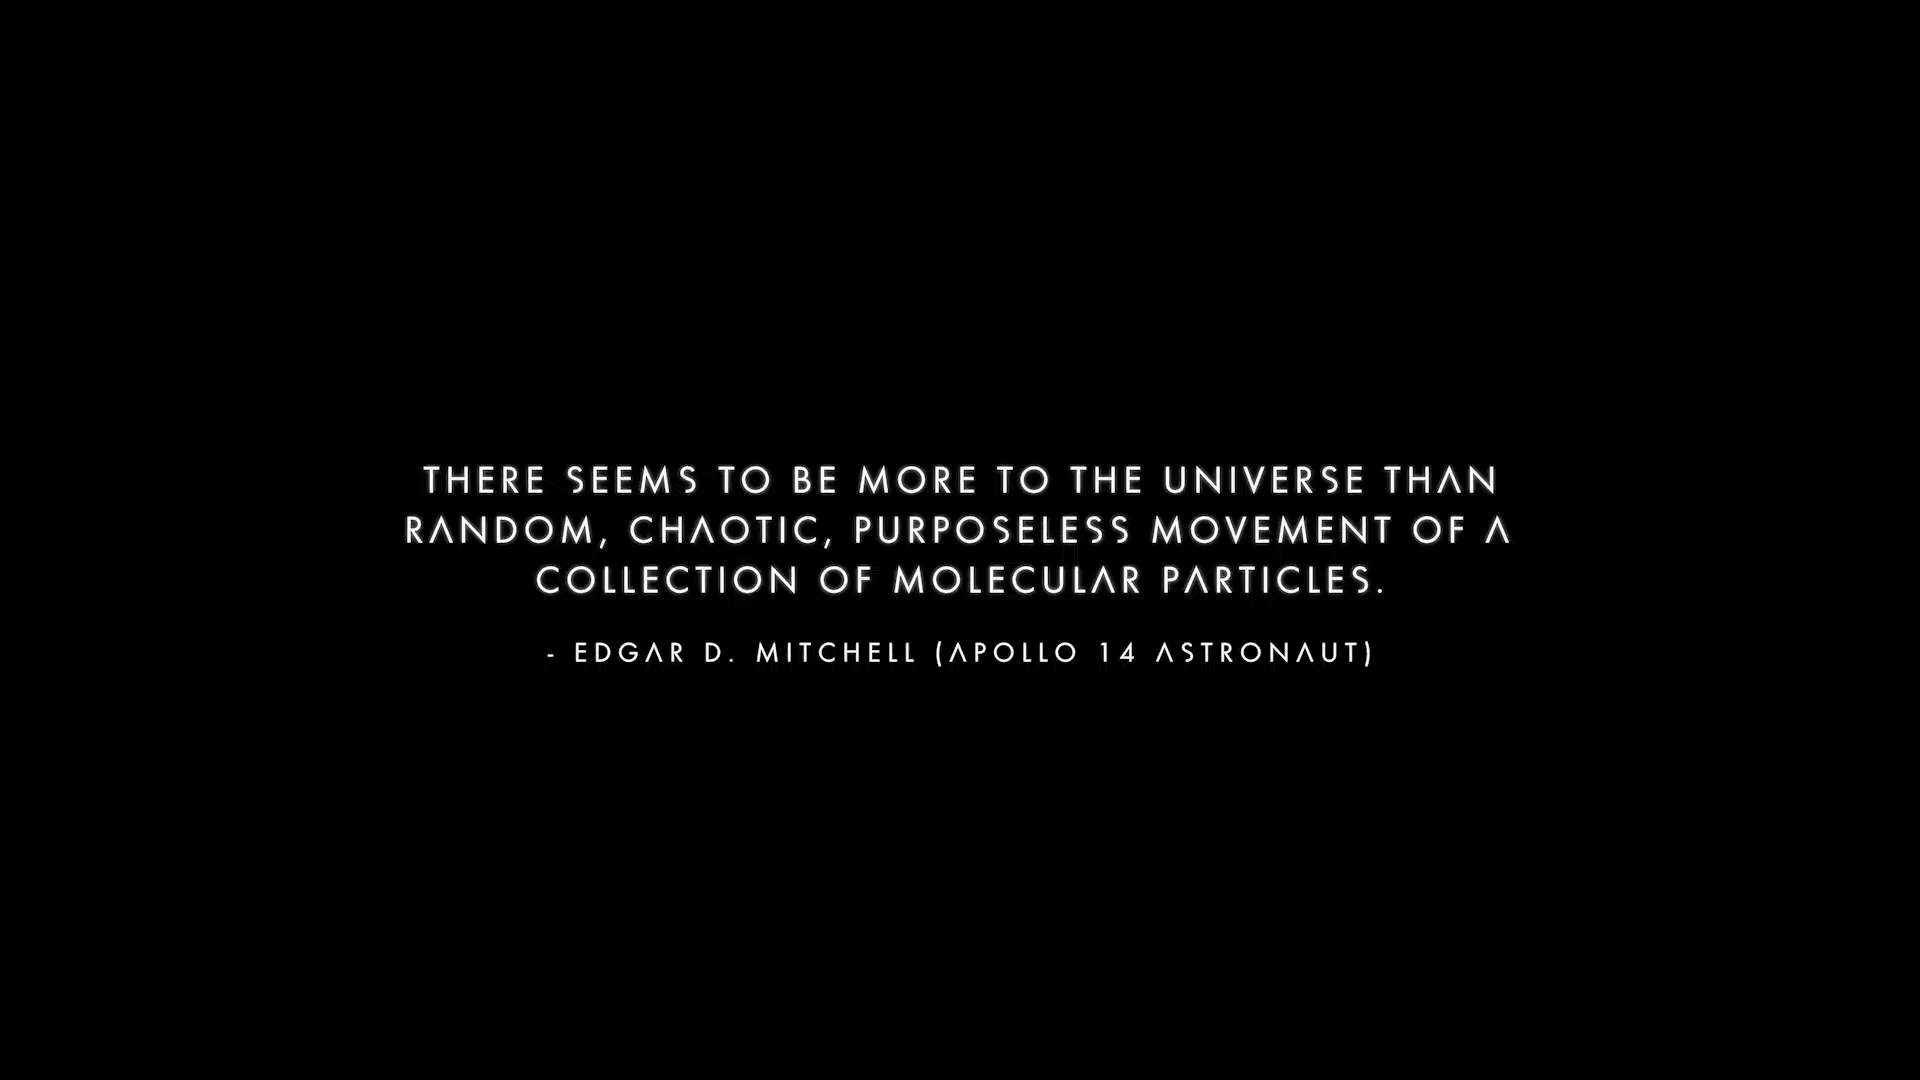 THERE SEEMS TO BE MORE TO THE UNIVERSE THAN
RANDOM, CHAOTIC, PURPOSELESS MOVEMENT OF A
COLLECTION OF MOLECULAR PARTICLES.
- EDGAR D. MITCHELL (APOLLO 14 ASTRONAUT)